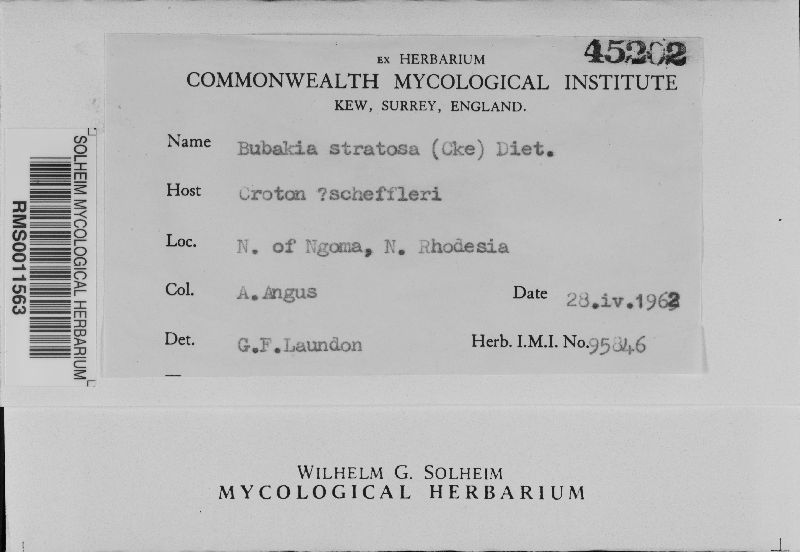 45202
EX HERBARIUM
COMMONWEALTH MYCOLOGICAL INSTITUTE
KEW, SURREY, ENGLAND.
Name Bubakia stratosa (Cke) Diet.
Host Croton ?scheffleri
Loc. N. of Ngoma, N. Rhodesia
Col. A.Angus Date 28.iv.1962
Det. G.F.Laundon Herb. I.M.I. No.95846
SOLHEIM MYCOLOGICAL HERBARIUM
RMS0011563
WILHELM G. SOLHEIM
MYCOLOGICAL HERBARIUM